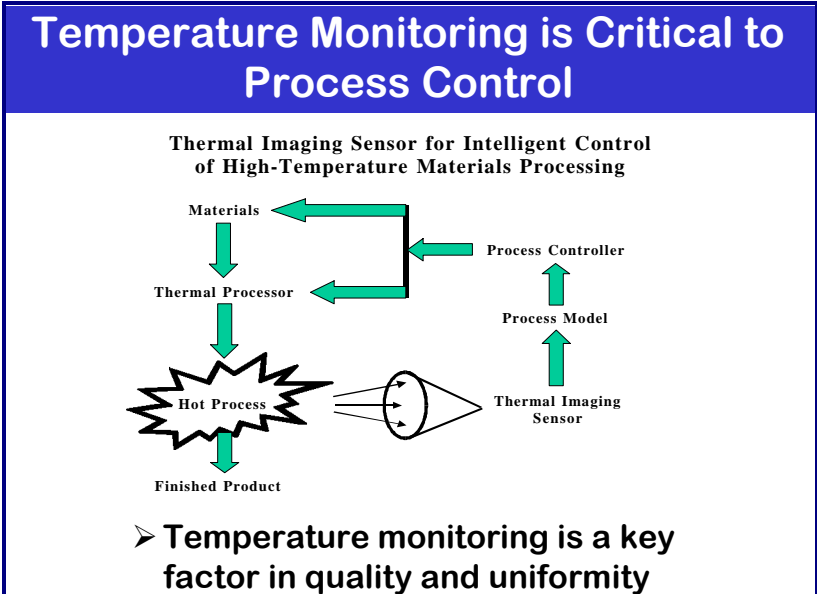 Temperature Monitoring is Critical to
Process Control
Thermal Imaging Sensor for Intelligent Control
of High-Temperature Materials Processing
Materials
Process Controller
Thermal Processor
Process Model
Hot Process
Thermal Imaging
Sensor
Finished Product
➢ Temperature monitoring is a key
factor in quality and uniformity